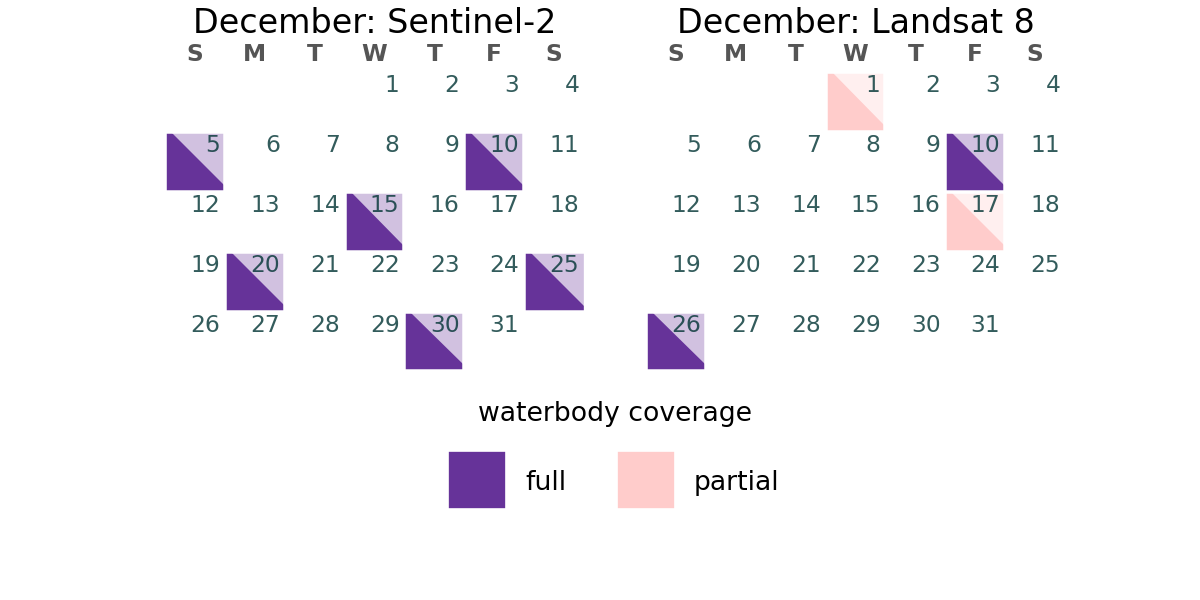 December: Sentinel-2
S M T W T F S
1 2 3 4
5 6 7 8 9 10 11
12 13 14 15 16 17 18
19 20 21 22 23 24 25
26 27 28 29 30 31
December: Landsat 8
S M T W T F S
1 2 3 4
5 6 7 8 9 10 11
12 13 14 15 16 17 18
19 20 21 22 23 24 25
26 27 28 29 30 31
waterbody coverage
full partial